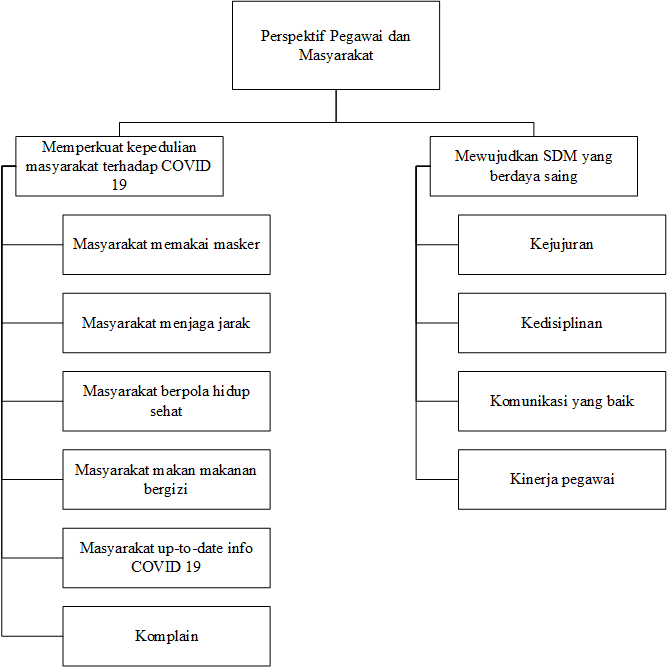 Perspektif Pegawai dan
Masyarakat
Memperkuat kepedulian
masyarakat terhadap COVID
19
Masyarakat memakai masker
Masyarakat menjaga jarak
Masyarakat berpola hidup
sehat
Masyarakat makan makanan
bergizi
Masyarakat up-to-date info
COVID 19
Komplain
Mewujudkan SDM yang
berdaya saing
Kejujuran
Kedisiplinan
Komunikasi yang baik
Kinerja pegawai